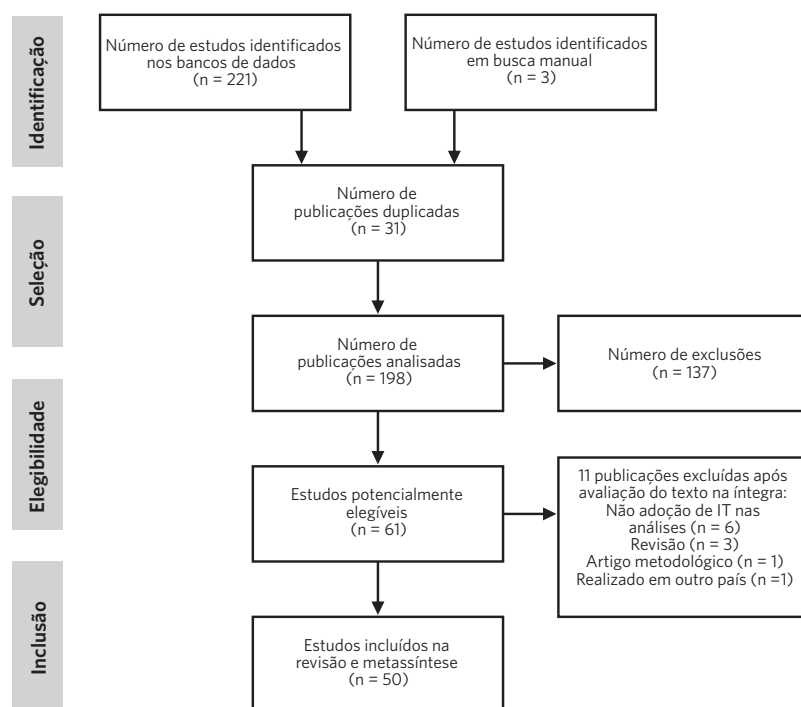 Identificação
Número de estudos identificados
nos bancos de dados
(n = 221)
Número de estudos identificados
em busca manual
(n = 3)
Número de
publicações duplicadas
(n = 31)
Seleção
Número de
publicações analisadas
(n = 198)
Número de exclusões
(n = 137)
Elegibilidade
Estudos potencialmente
elegíveis
(n = 61)
11 publicações excluídas após
avaliação do texto na íntegra:
Não adoção de IT nas
análises (n = 6)
Revisão (n = 3)
Artigo metodológico (n = 1)
Realizado em outro país (n =1)
Inclusão
Estudos incluídos na
revisão e metassíntese
(n = 50)